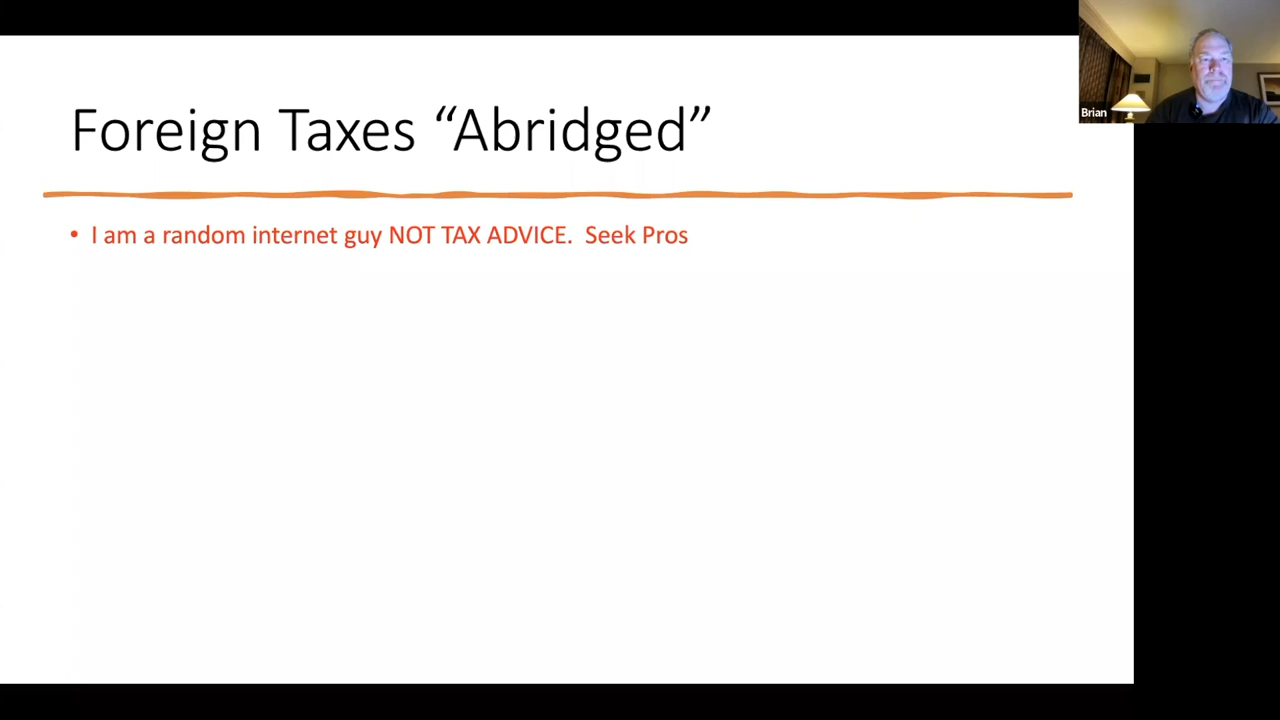 Foreign Taxes “Abridged”
• I am a random internet guy NOT TAX ADVICE.  Seek Pros
Brian